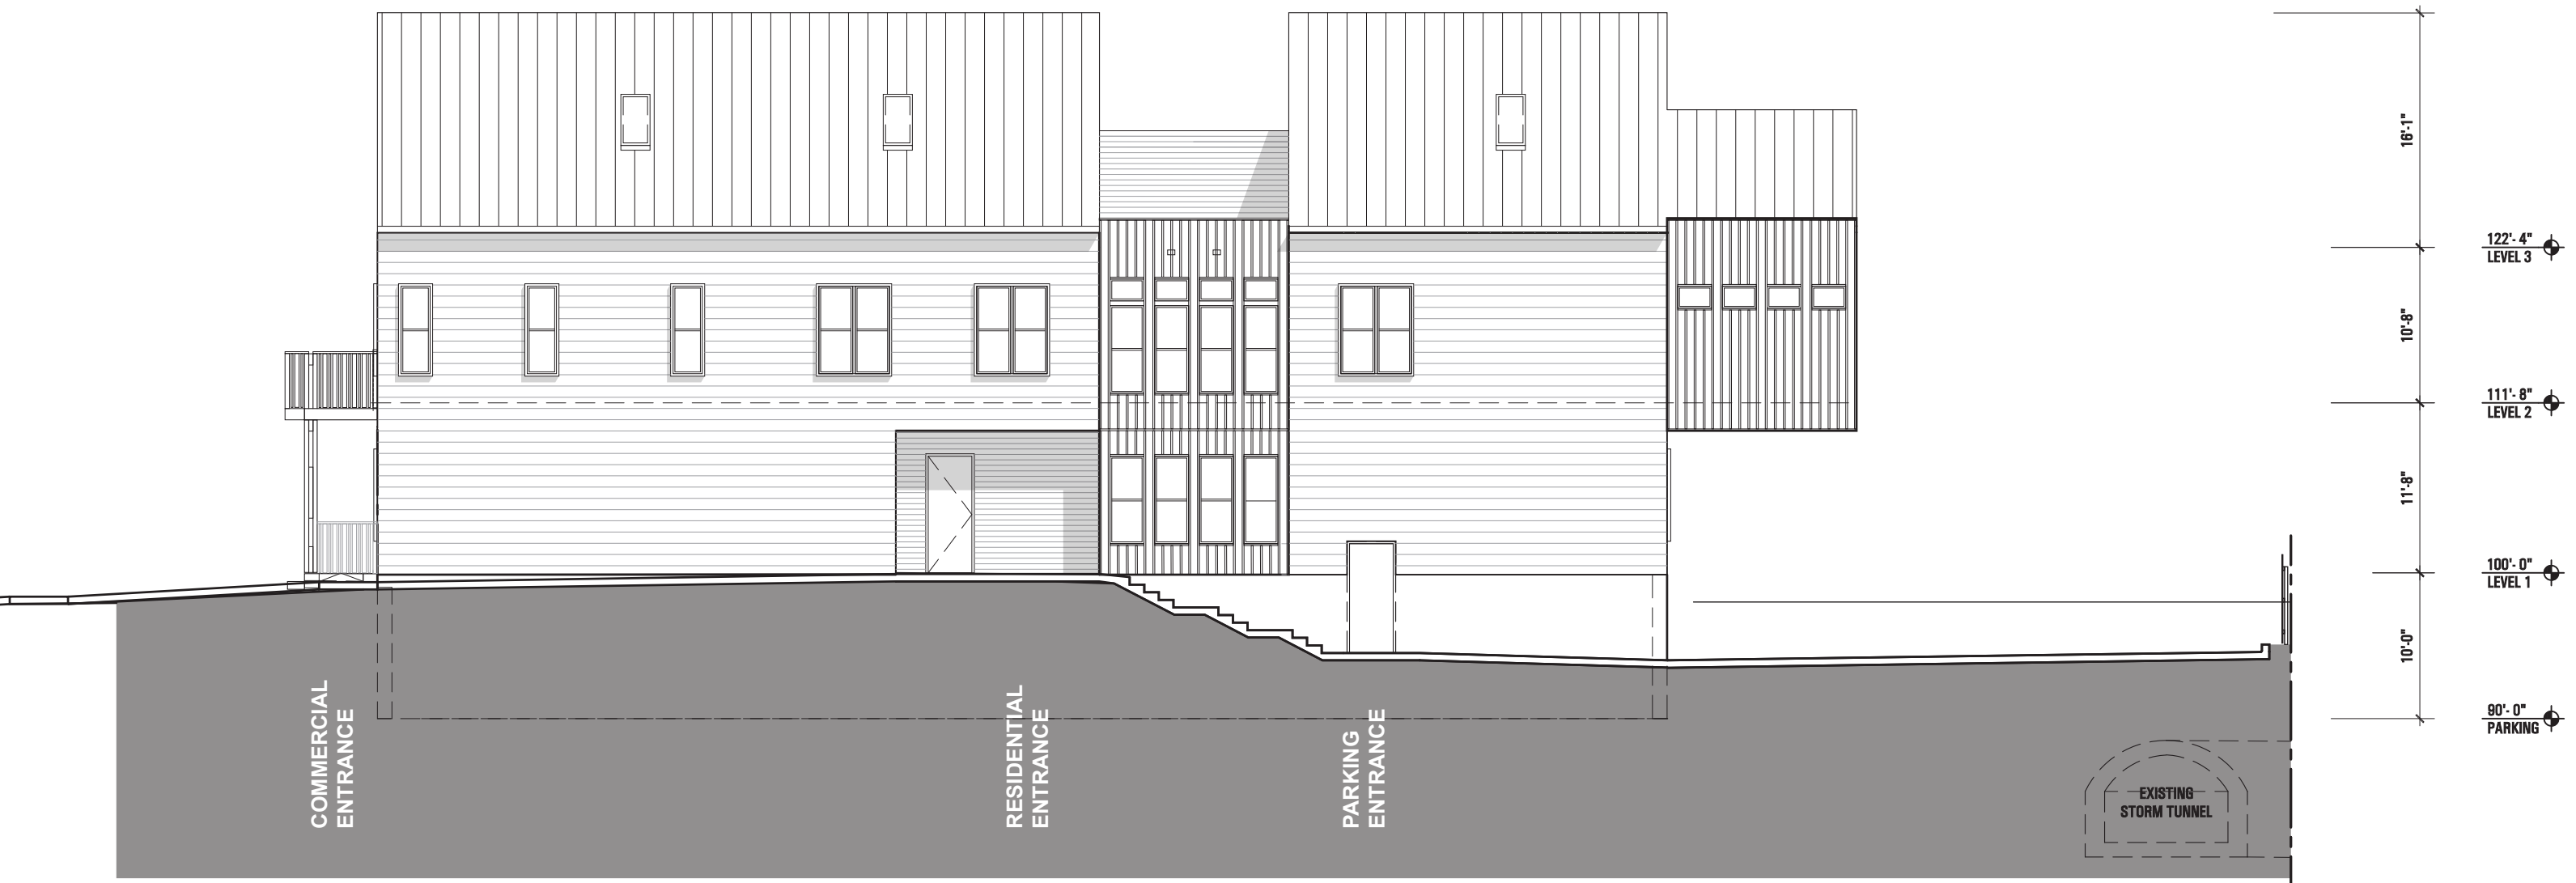 16'-1"
122'- 4"
LEVEL 3
10'-8"
111'- 8"
LEVEL 2
11'-8"
100'- 0"
LEVEL 1
10'-0"
90'- 0"
PARKING
COMMERCIAL
ENTRANCE
RESIDENTIAL
ENTRANCE
PARKING
ENTRANCE
EXISTING
STORM TUNNEL